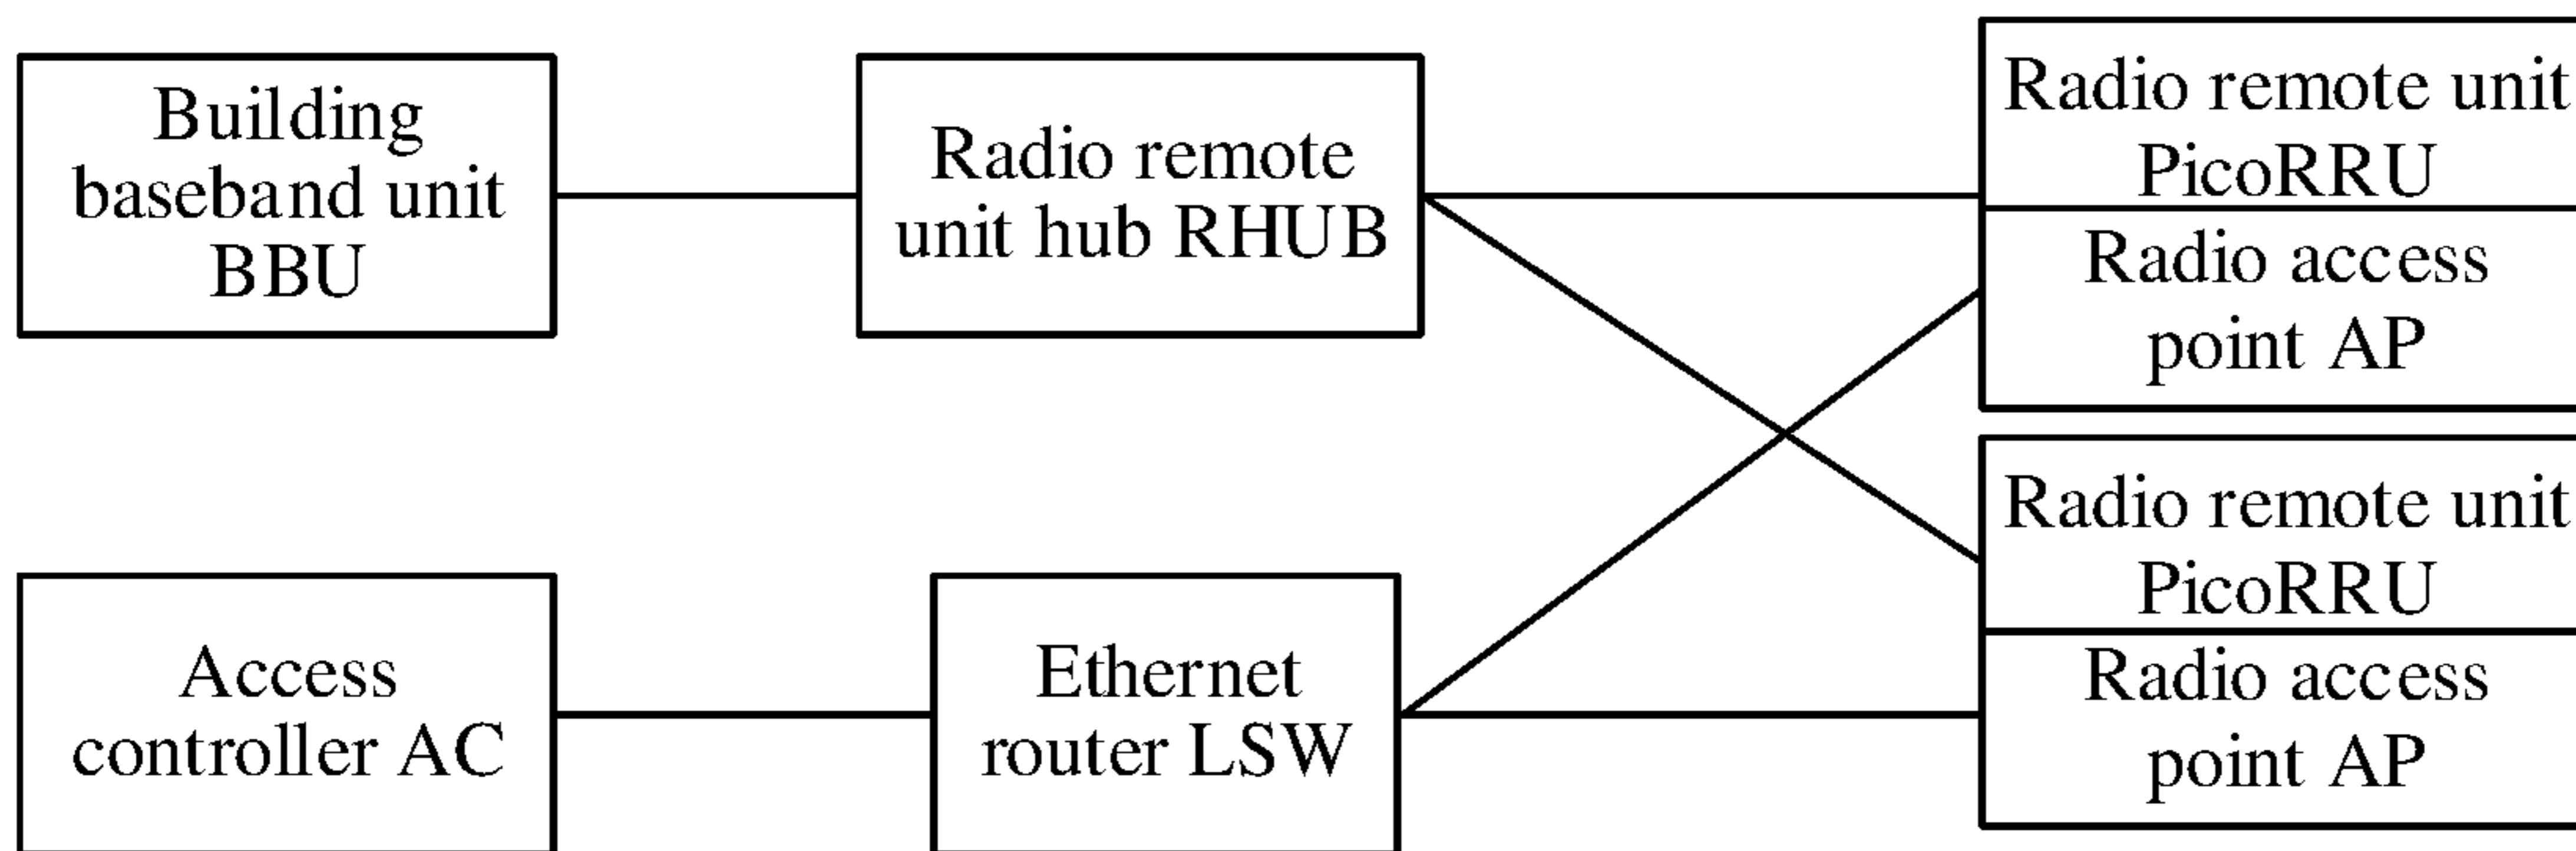 Building
baseband unit
BBU
Radio remote
unit hub RHUB
Radio remote unit
PicoRRU
Radio access
point AP
Radio remote unit
PicoRRU
Radio access
point AP
Access
controller AC
Ethernet
router LSW